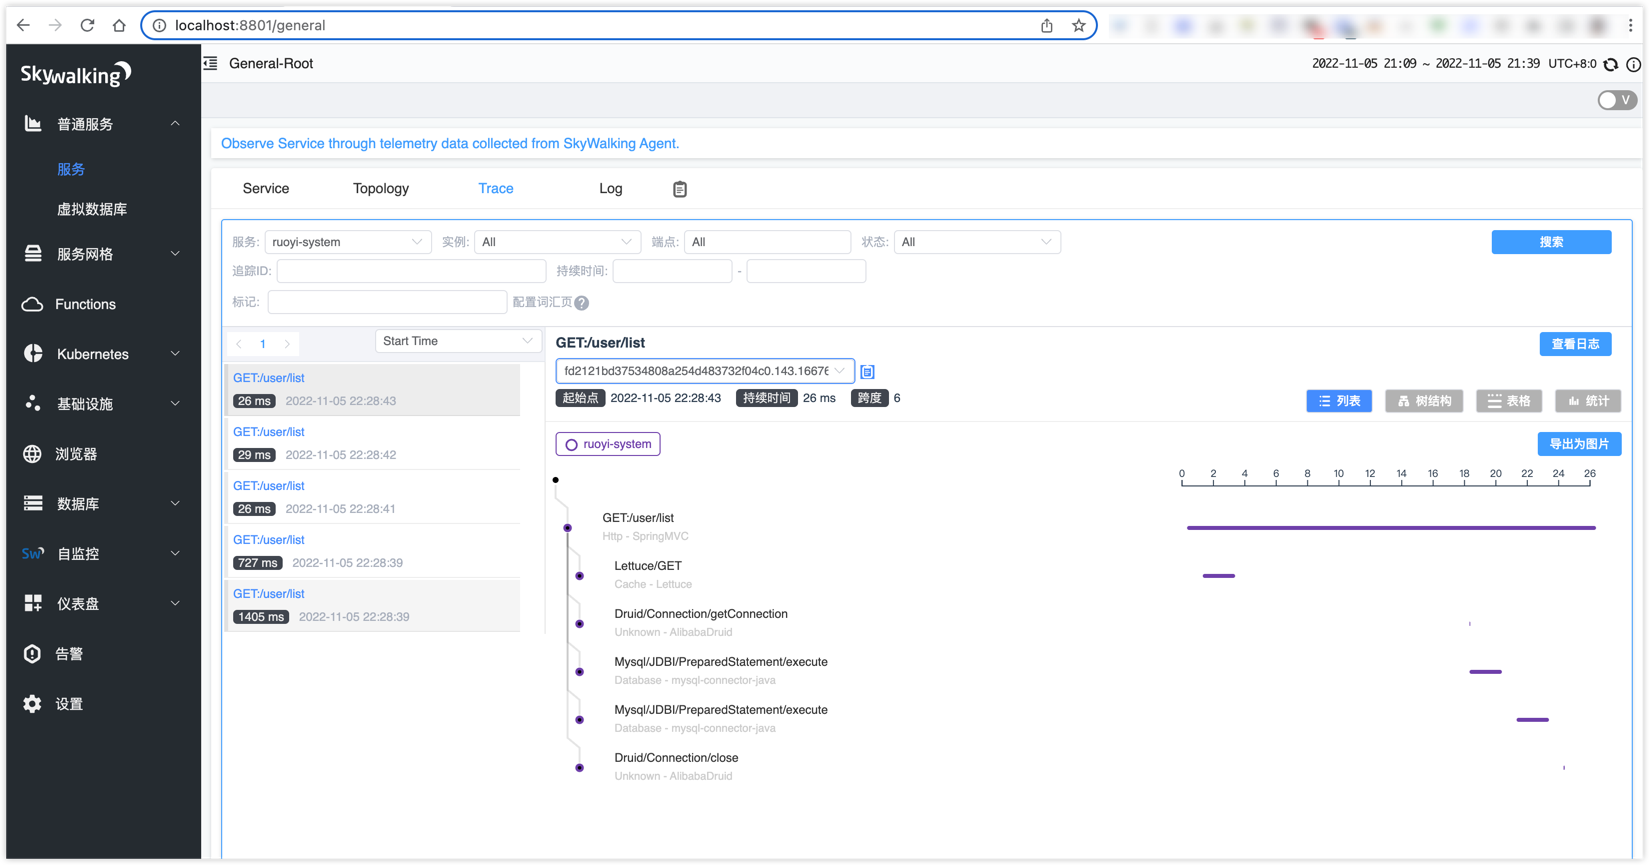 localhost:8801/general
Skywalking
General-Root
2022-11-05 21:09 ~ 2022-11-05 21:39 UTC+8:0
V
普通服务
服务
虚拟数据库
服务网格
Functions
Kubernetes
基础设施
浏览器
数据库
Sw 自监控
仪表盘
告警
设置
Observe Service through telemetry data collected from SkyWalking Agent.
Service Topology Trace Log
服务: ruoyi-system 实例: All 端点: All 状态: All 搜索
追踪ID: 持续时间: -
标记: 配置词汇页 ?
1 Start Time
GET:/user/list
26 ms 2022-11-05 22:28:43
GET:/user/list
29 ms 2022-11-05 22:28:42
GET:/user/list
26 ms 2022-11-05 22:28:41
GET:/user/list
727 ms 2022-11-05 22:28:39
GET:/user/list
1405 ms 2022-11-05 22:28:39
GET:/user/list 查看日志
fd2121bd37534808a254d483732f04c0.143.16676
起始点 2022-11-05 22:28:43 持续时间 26 ms 跨度 6
列表 树结构 表格 统计
ruoyi-system 导出为图片
0 2 4 6 8 10 12 14 16 18 20 22 24 26
GET:/user/list
Http - SpringMVC
Lettuce/GET
Cache - Lettuce
Druid/Connection/getConnection
Unknown - AlibabaDruid
Mysql/JDBI/PreparedStatement/execute
Database - mysql-connector-java
Mysql/JDBI/PreparedStatement/execute
Database - mysql-connector-java
Druid/Connection/close
Unknown - AlibabaDruid